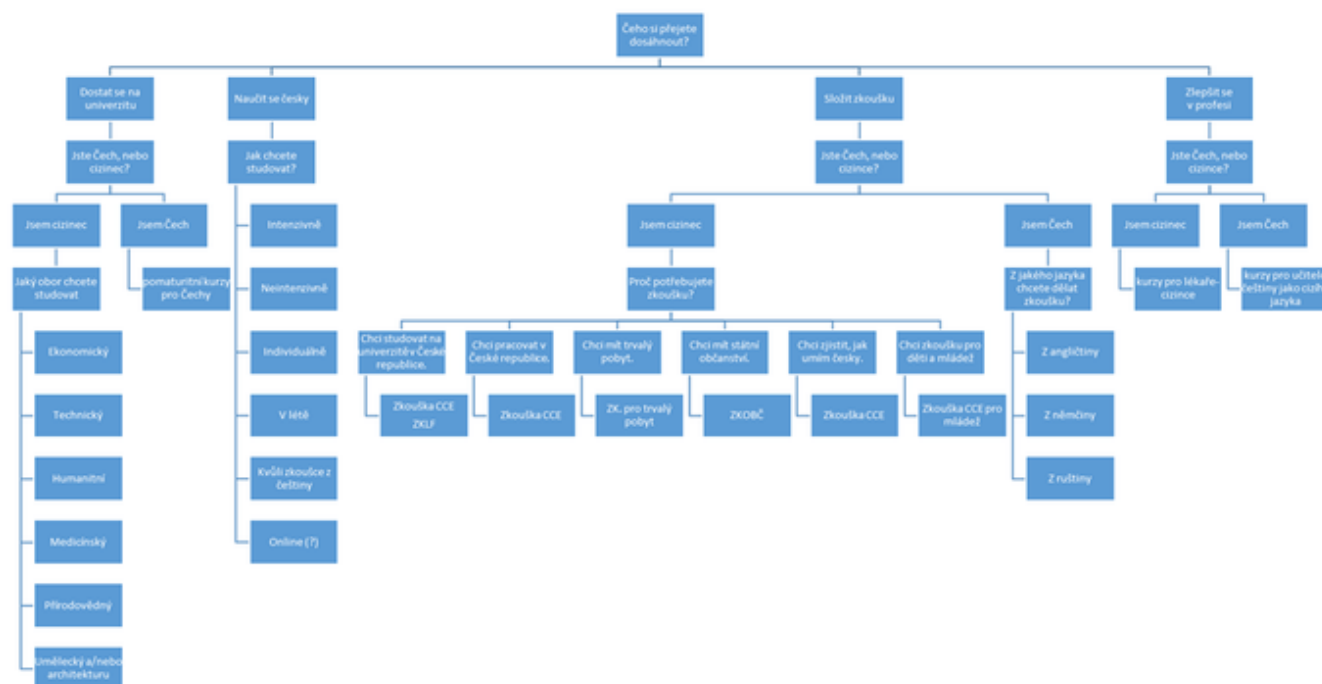 Čeho si přejete
dosáhnout?
Dostat se na
univerzitu
Naučit se česky
Složit zkoušku
Zlepšit se
v profesi
Jste Čech, nebo
cizinec?
Jak chcete
studovat?
Jste Čech, nebo
cizince?
Jste Čech, nebo
cizince?
Jsem cizinec
Jsem Čech
Intenzivně
Jsem cizinec
Jsem Čech
Jsem cizinec
Jsem Čech
Jaký obor chcete
studovat
pomaturitní kurzy
pro Čechy
Neintenzivně
Proč potřebujete
zkoušku?
Z jakého jazyka
chcete dělat
zkoušku?
kurzy pro lékaře-
cizince
kurzy pro učitele
češtiny jako cizího
jazyka
Ekonomický
Individuálně
Chci studovat na
univerzitě v České
republice.
Chci pracovat v
České republice.
Chci mít trvalý
pobyt.
Chci mít státní
občanství.
Chci zjistit, jak
umím česky.
Chci zkoušku pro
děti a mládež
Z angličtiny
Technický
V létě
Zkouška CCE
ZKLF
Zkouška CCE
ZK. pro trvalý
pobyt
ZKOBČ
Zkouška CCE
Zkouška CCE pro
mládež
Z němčiny
Humanitní
Kvůli zkoušce z
češtiny
Z ruštiny
Medicínský
Online (?)
Přírodovědný
Umělecký a/nebo
architekturu